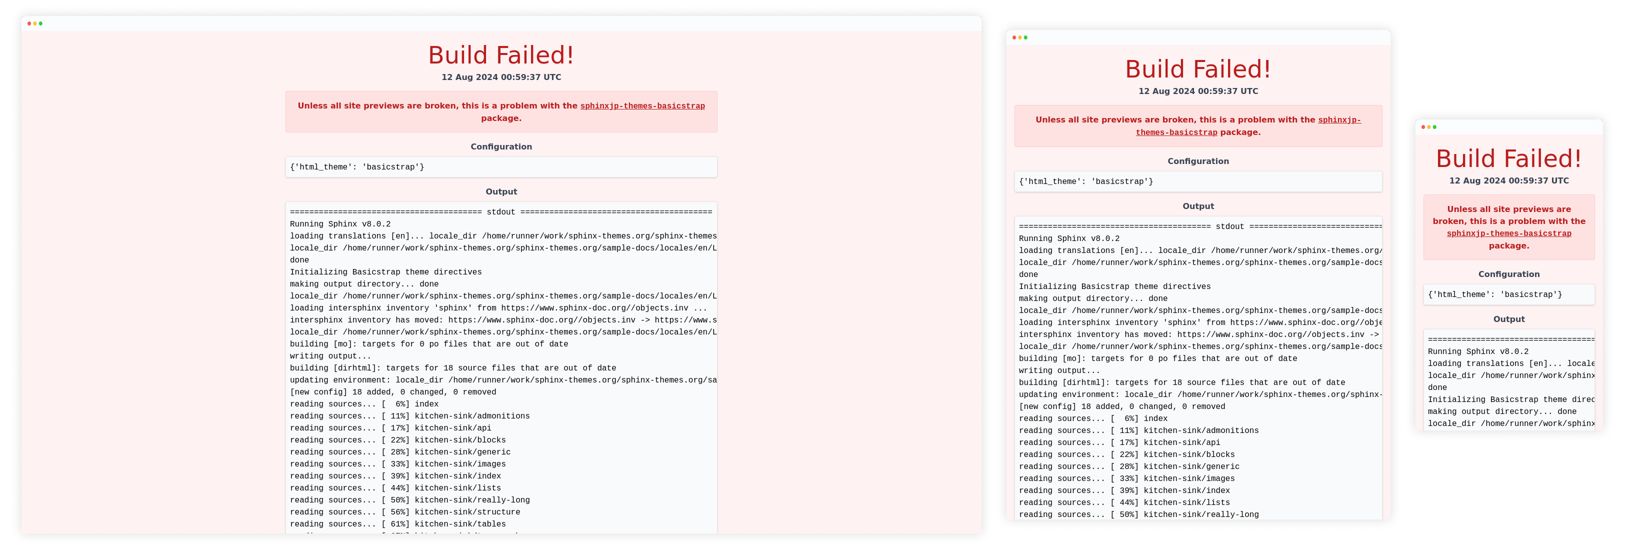 Build Failed!
12 Aug 2024 00:59:37 UTC
Unless all site previews are broken, this is a problem with the sphinxjp-themes-basicstrap
package.
Configuration
{'html_theme': 'basicstrap'}
Output
======================================== stdout ========================================
Running Sphinx v8.0.2
loading translations [en]... locale_dir /home/runner/work/sphinx-themes.org/sphinx-themes
locale_dir /home/runner/work/sphinx-themes.org/sphinx-themes.org/sample-docs/locales/en/L
done
Initializing Basicstrap theme directives
making output directory... done
locale_dir /home/runner/work/sphinx-themes.org/sphinx-themes.org/sample-docs/locales/en/L
loading intersphinx inventory 'sphinx' from https://www.sphinx-doc.org//objects.inv ...
intersphinx inventory has moved: https://www.sphinx-doc.org//objects.inv -> https://www.s
locale_dir /home/runner/work/sphinx-themes.org/sphinx-themes.org/sample-docs/locales/en/L
building [mo]: targets for 0 po files that are out of date
writing output...
building [dirhtml]: targets for 18 source files that are out of date
updating environment: locale_dir /home/runner/work/sphinx-themes.org/sphinx-themes.org/sa
[new config] 18 added, 0 changed, 0 removed
reading sources... [  6%] index
reading sources... [ 11%] kitchen-sink/admonitions
reading sources... [ 17%] kitchen-sink/api
reading sources... [ 22%] kitchen-sink/blocks
reading sources... [ 28%] kitchen-sink/generic
reading sources... [ 33%] kitchen-sink/images
reading sources... [ 39%] kitchen-sink/index
reading sources... [ 44%] kitchen-sink/lists
reading sources... [ 50%] kitchen-sink/really-long
reading sources... [ 56%] kitchen-sink/structure
reading sources... [ 61%] kitchen-sink/tables
Build Failed!
12 Aug 2024 00:59:37 UTC
Unless all site previews are broken, this is a problem with the sphinxjp-
themes-basicstrap package.
Configuration
{'html_theme': 'basicstrap'}
Output
======================================== stdout ==============================
Running Sphinx v8.0.2
loading translations [en]... locale_dir /home/runner/work/sphinx-themes.org/
locale_dir /home/runner/work/sphinx-themes.org/sphinx-themes.org/sample-docs
done
Initializing Basicstrap theme directives
making output directory... done
locale_dir /home/runner/work/sphinx-themes.org/sphinx-themes.org/sample-docs
loading intersphinx inventory 'sphinx' from https://www.sphinx-doc.org//obje
intersphinx inventory has moved: https://www.sphinx-doc.org//objects.inv ->
locale_dir /home/runner/work/sphinx-themes.org/sphinx-themes.org/sample-docs
building [mo]: targets for 0 po files that are out of date
writing output...
building [dirhtml]: targets for 18 source files that are out of date
updating environment: locale_dir /home/runner/work/sphinx-themes.org/sphinx-
[new config] 18 added, 0 changed, 0 removed
reading sources... [  6%] index
reading sources... [ 11%] kitchen-sink/admonitions
reading sources... [ 17%] kitchen-sink/api
reading sources... [ 22%] kitchen-sink/blocks
reading sources... [ 28%] kitchen-sink/generic
reading sources... [ 33%] kitchen-sink/images
reading sources... [ 39%] kitchen-sink/index
reading sources... [ 44%] kitchen-sink/lists
reading sources... [ 50%] kitchen-sink/really-long
Build Failed!
12 Aug 2024 00:59:37 UTC
Unless all site previews are
broken, this is a problem with the
sphinxjp-themes-basicstrap
package.
Configuration
{'html_theme': 'basicstrap'}
Output
===================================
Running Sphinx v8.0.2
loading translations [en]... locale
locale_dir /home/runner/work/sphinx
done
Initializing Basicstrap theme direc
making output directory... done
locale_dir /home/runner/work/sphinx